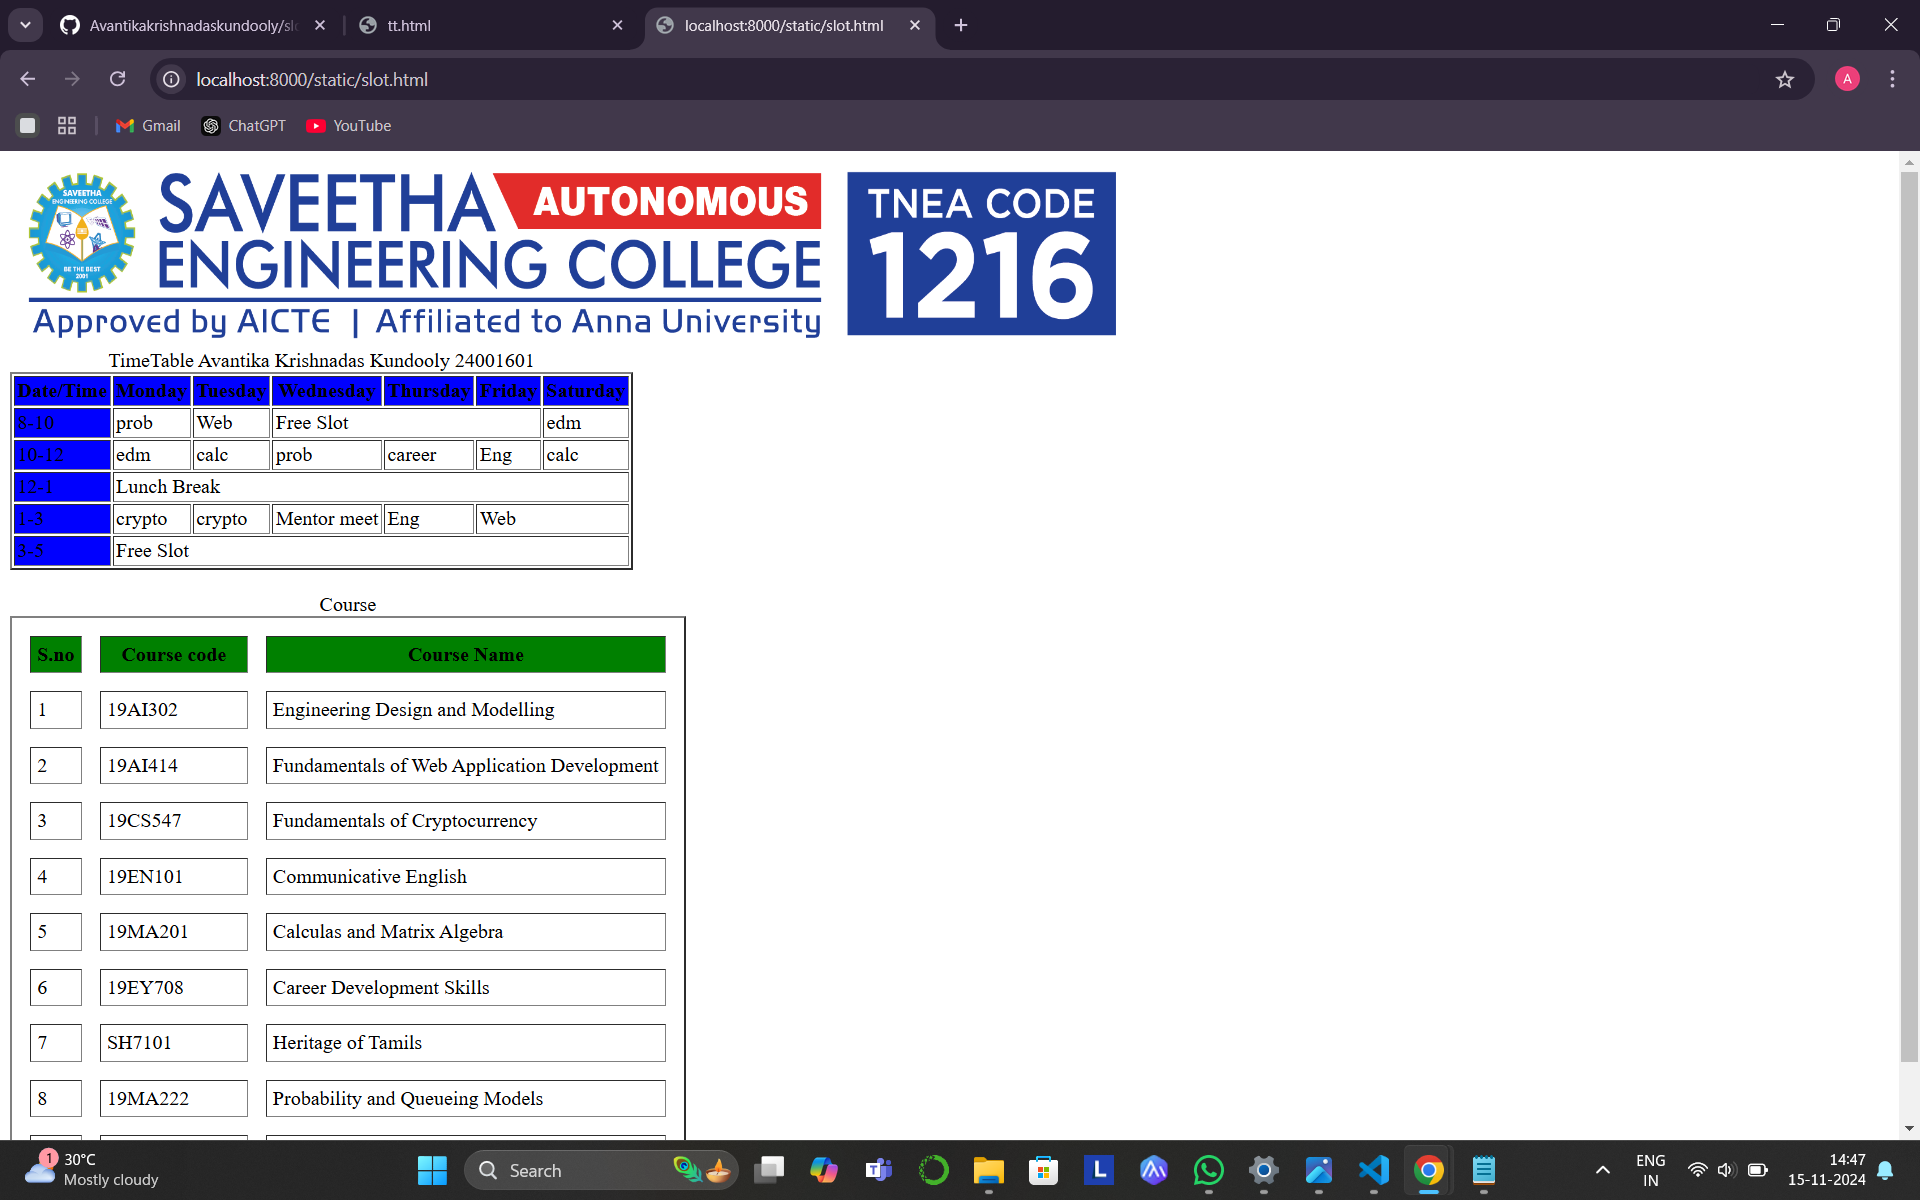 Avantikakrishnadaskundooly/slo
tt.html
localhost:8000/static/slot.html
localhost:8000/static/slot.html
A
Gmail
ChatGPT
YouTube
SAVEETHA
ENGINEERING COLLEGE
BE THE BEST
2001
SAVEETHA AUTONOMOUS
ENGINEERING COLLEGE
Approved by AICTE | Affiliated to Anna University
TNEA CODE
1216
TimeTable Avantika Krishnadas Kundooly 24001601
Date/Time Monday Tuesday Wednesday Thursday Friday Saturday
8-10 prob Web Free Slot edm
10-12 edm calc prob career Eng calc
12-1 Lunch Break
1-3 crypto crypto Mentor meet Eng Web
3-5 Free Slot
Course
S.no Course code Course Name
1 19AI302 Engineering Design and Modelling
2 19AI414 Fundamentals of Web Application Development
3 19CS547 Fundamentals of Cryptocurrency
4 19EN101 Communicative English
5 19MA201 Calculas and Matrix Algebra
6 19EY708 Career Development Skills
7 SH7101 Heritage of Tamils
8 19MA222 Probability and Queueing Models
1
30°C
Mostly cloudy
Search
L
ENG
IN
14:47
15-11-2024